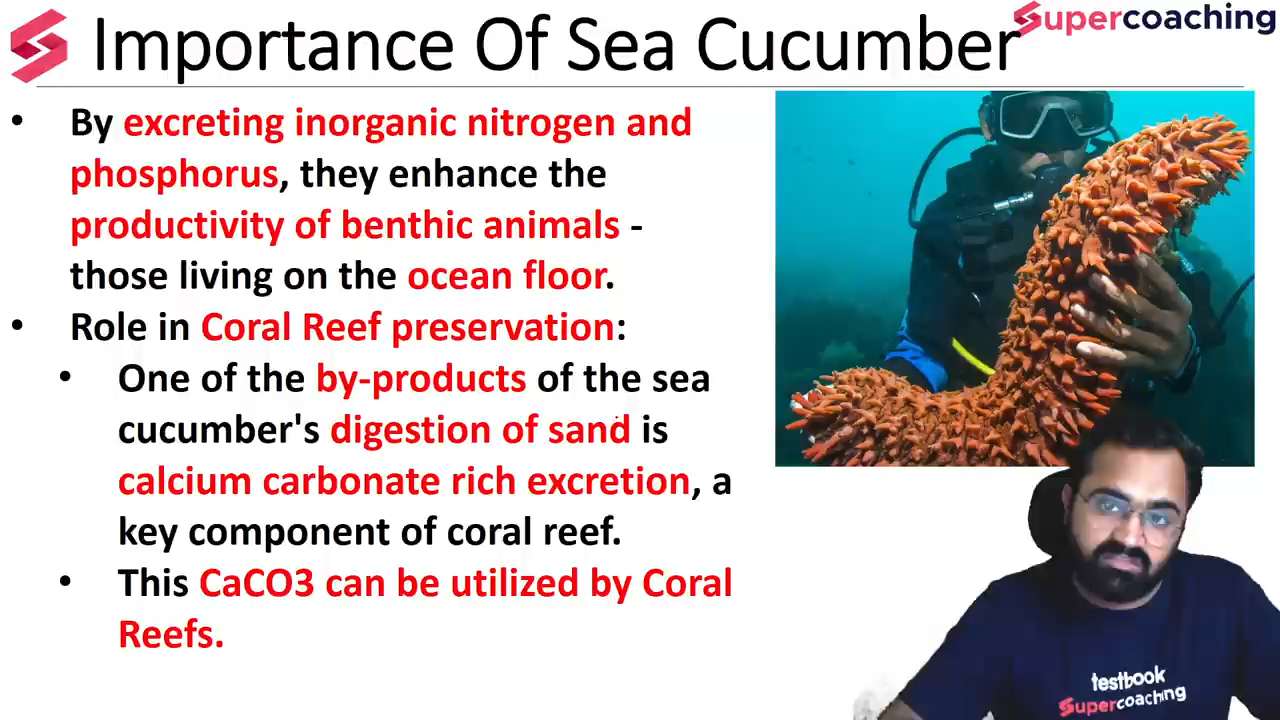 Importance Of Sea Cucumber
Supercoaching
• By excreting inorganic nitrogen and
phosphorus, they enhance the
productivity of benthic animals -
those living on the ocean floor.
• Role in Coral Reef preservation:
• One of the by-products of the sea
cucumber's digestion of sand is
calcium carbonate rich excretion, a
key component of coral reef.
• This CaCO3 can be utilized by Coral
Reefs.
testbook
Supercoaching